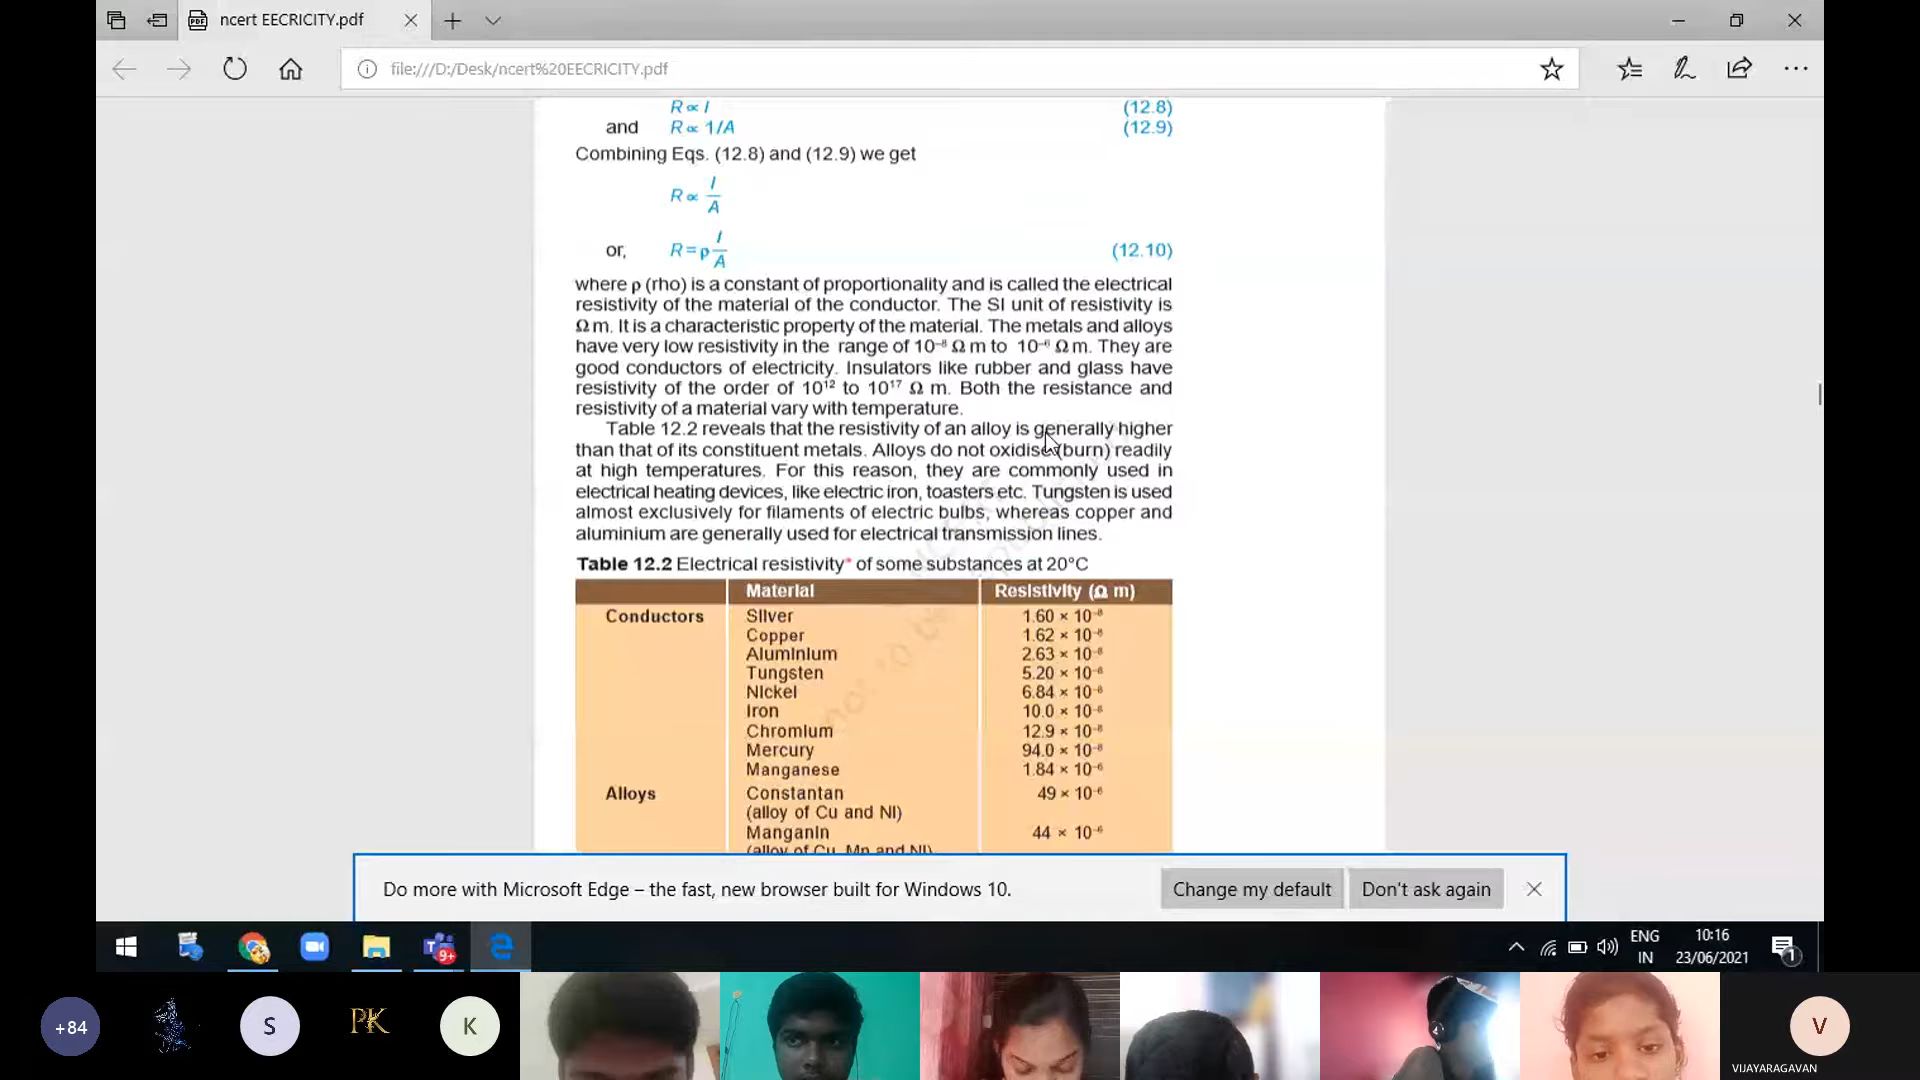 ncert EECRICITY.pdf
file:///D:/Desk/ncert%20EECRICITY.pdf
R ∝ l (12.8)
and R ∝ 1/A (12.9)
Combining Eqs. (12.8) and (12.9) we get
R ∝ l/A
or, R = ρ l/A (12.10)
where ρ (rho) is a constant of proportionality and is called the electrical
resistivity of the material of the conductor. The SI unit of resistivity is
Ω m. It is a characteristic property of the material. The metals and alloys
have very low resistivity in the range of 10⁻⁸ Ω m to 10⁻⁶ Ω m. They are
good conductors of electricity. Insulators like rubber and glass have
resistivity of the order of 10¹² to 10¹⁷ Ω m. Both the resistance and
resistivity of a material vary with temperature.
Table 12.2 reveals that the resistivity of an alloy is generally higher
than that of its constituent metals. Alloys do not oxidise (burn) readily
at high temperatures. For this reason, they are commonly used in
electrical heating devices, like electric iron, toasters etc. Tungsten is used
almost exclusively for filaments of electric bulbs, whereas copper and
aluminium are generally used for electrical transmission lines.
Table 12.2 Electrical resistivity* of some substances at 20°C
Material Resistivity (Ω m)
Conductors Silver 1.60 × 10⁻⁸
Copper 1.62 × 10⁻⁸
Aluminium 2.63 × 10⁻⁸
Tungsten 5.20 × 10⁻⁸
Nickel 6.84 × 10⁻⁸
Iron 10.0 × 10⁻⁸
Chromium 12.9 × 10⁻⁸
Mercury 94.0 × 10⁻⁸
Manganese 1.84 × 10⁻⁶
Alloys Constantan 49 × 10⁻⁶
(alloy of Cu and Ni)
Manganin 44 × 10⁻⁶
(alloy of Cu, Mn and Ni)
Do more with Microsoft Edge – the fast, new browser built for Windows 10.
Change my default
Don't ask again
9+
ENG
IN
10:16
23/06/2021
1
+84
S
PK
K
V
VIJAYARAGAVAN